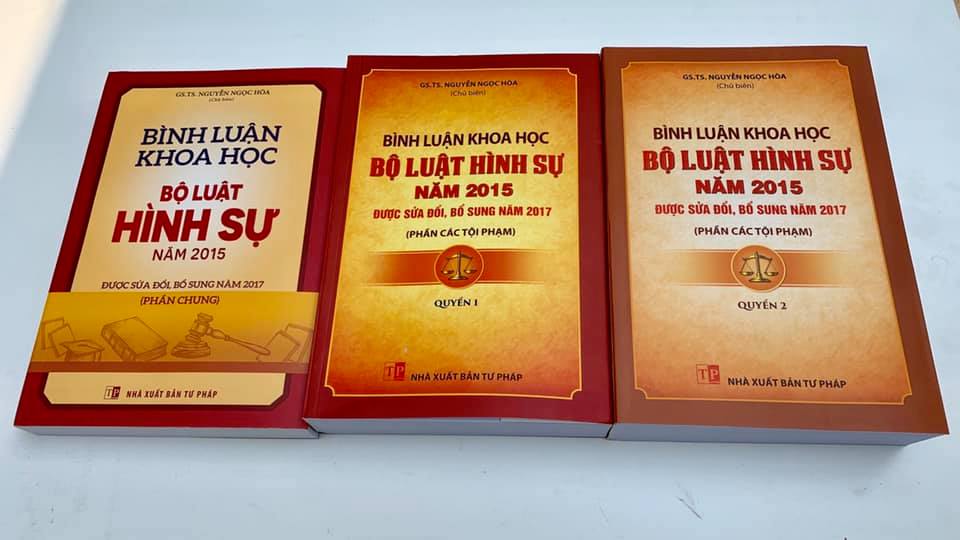 GS.TS. NGUYỄN NGỌC HÒA
(Chủ biên)
BÌNH LUẬN
KHOA HỌC
BỘ LUẬT
HÌNH SỰ
NĂM 2015
ĐƯỢC SỬA ĐỔI, BỔ SUNG NĂM 2017
(PHẦN CHUNG)
TP NHÀ XUẤT BẢN TƯ PHÁP
GS.TS. NGUYỄN NGỌC HÒA
(Chủ biên)
BÌNH LUẬN KHOA HỌC
BỘ LUẬT HÌNH SỰ
NĂM 2015
ĐƯỢC SỬA ĐỔI, BỔ SUNG NĂM 2017
(PHẦN CÁC TỘI PHẠM)
QUYỂN 1
TP NHÀ XUẤT BẢN TƯ PHÁP
GS.TS. NGUYỄN NGỌC HÒA
(Chủ biên)
BÌNH LUẬN KHOA HỌC
BỘ LUẬT HÌNH SỰ
NĂM 2015
ĐƯỢC SỬA ĐỔI, BỔ SUNG NĂM 2017
(PHẦN CÁC TỘI PHẠM)
QUYỂN 2
TP NHÀ XUẤT BẢN TƯ PHÁP